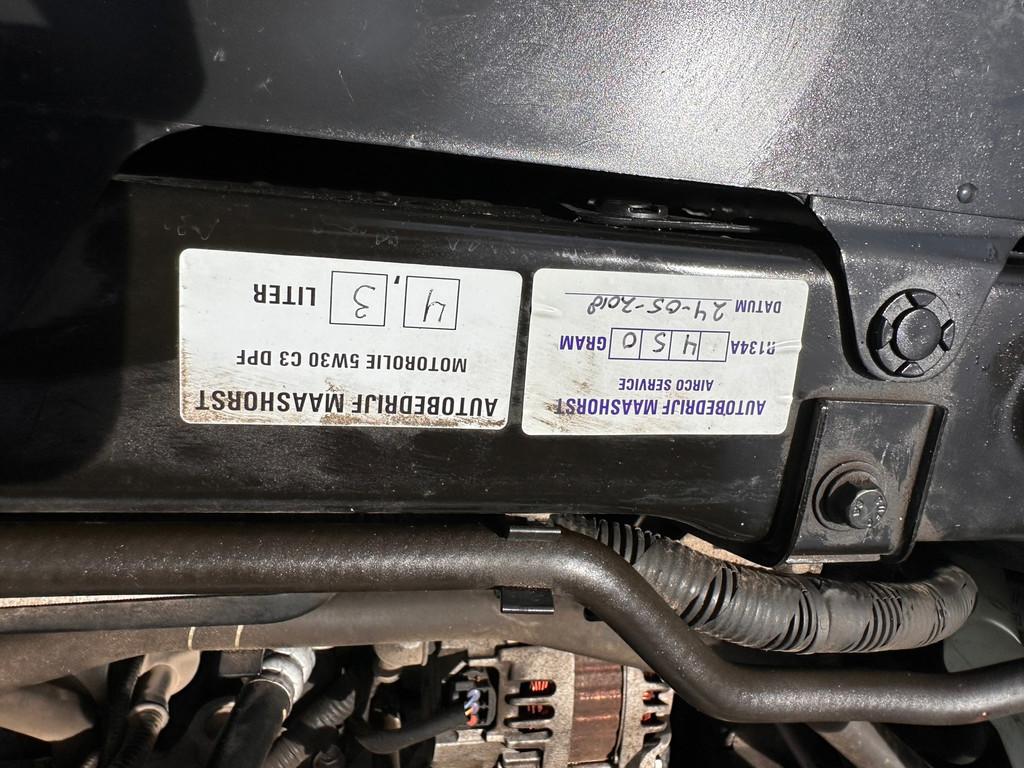 AUTOBEDRIJF MAASHORST
AIRCO SERVICE
R134A 450 GRAM
DATUM 24-05-2018
AUTOBEDRIJF MAASHORST
MOTOROLIE 5W30 C3 DPF
4,3 LITER